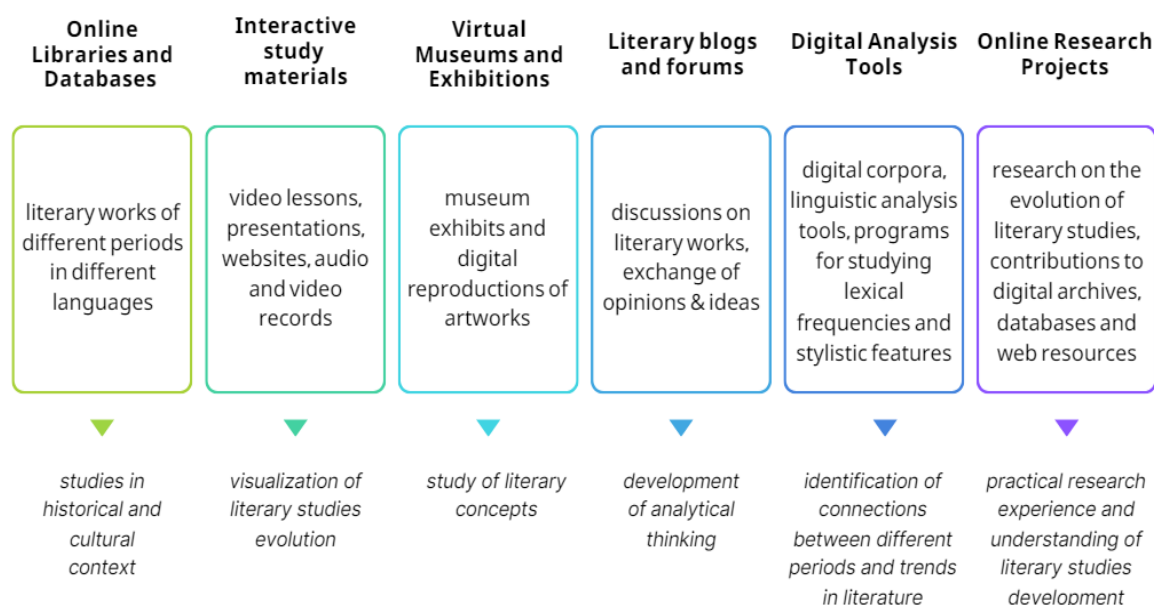 Online
Libraries and
Databases
literary works of
different periods
in different
languages
studies in
historical and
cultural
context
Interactive
study
materials
video lessons,
presentations,
websites, audio
and video
records
visualization of
literary studies
evolution
Virtual
Museums and
Exhibitions
museum
exhibits and
digital
reproductions of
artworks
study of literary
concepts
Literary blogs
and forums
discussions on
literary works,
exchange of
opinions & ideas
development
of analytical
thinking
Digital Analysis
Tools
digital corpora,
linguistic analysis
tools, programs
for studying
lexical
frequencies and
stylistic features
identification of
connections
between different
periods and trends
in literature
Online Research
Projects
research on the
evolution of
literary studies,
contributions to
digital archives,
databases and
web resources
practical research
experience and
understanding of
literary studies
development